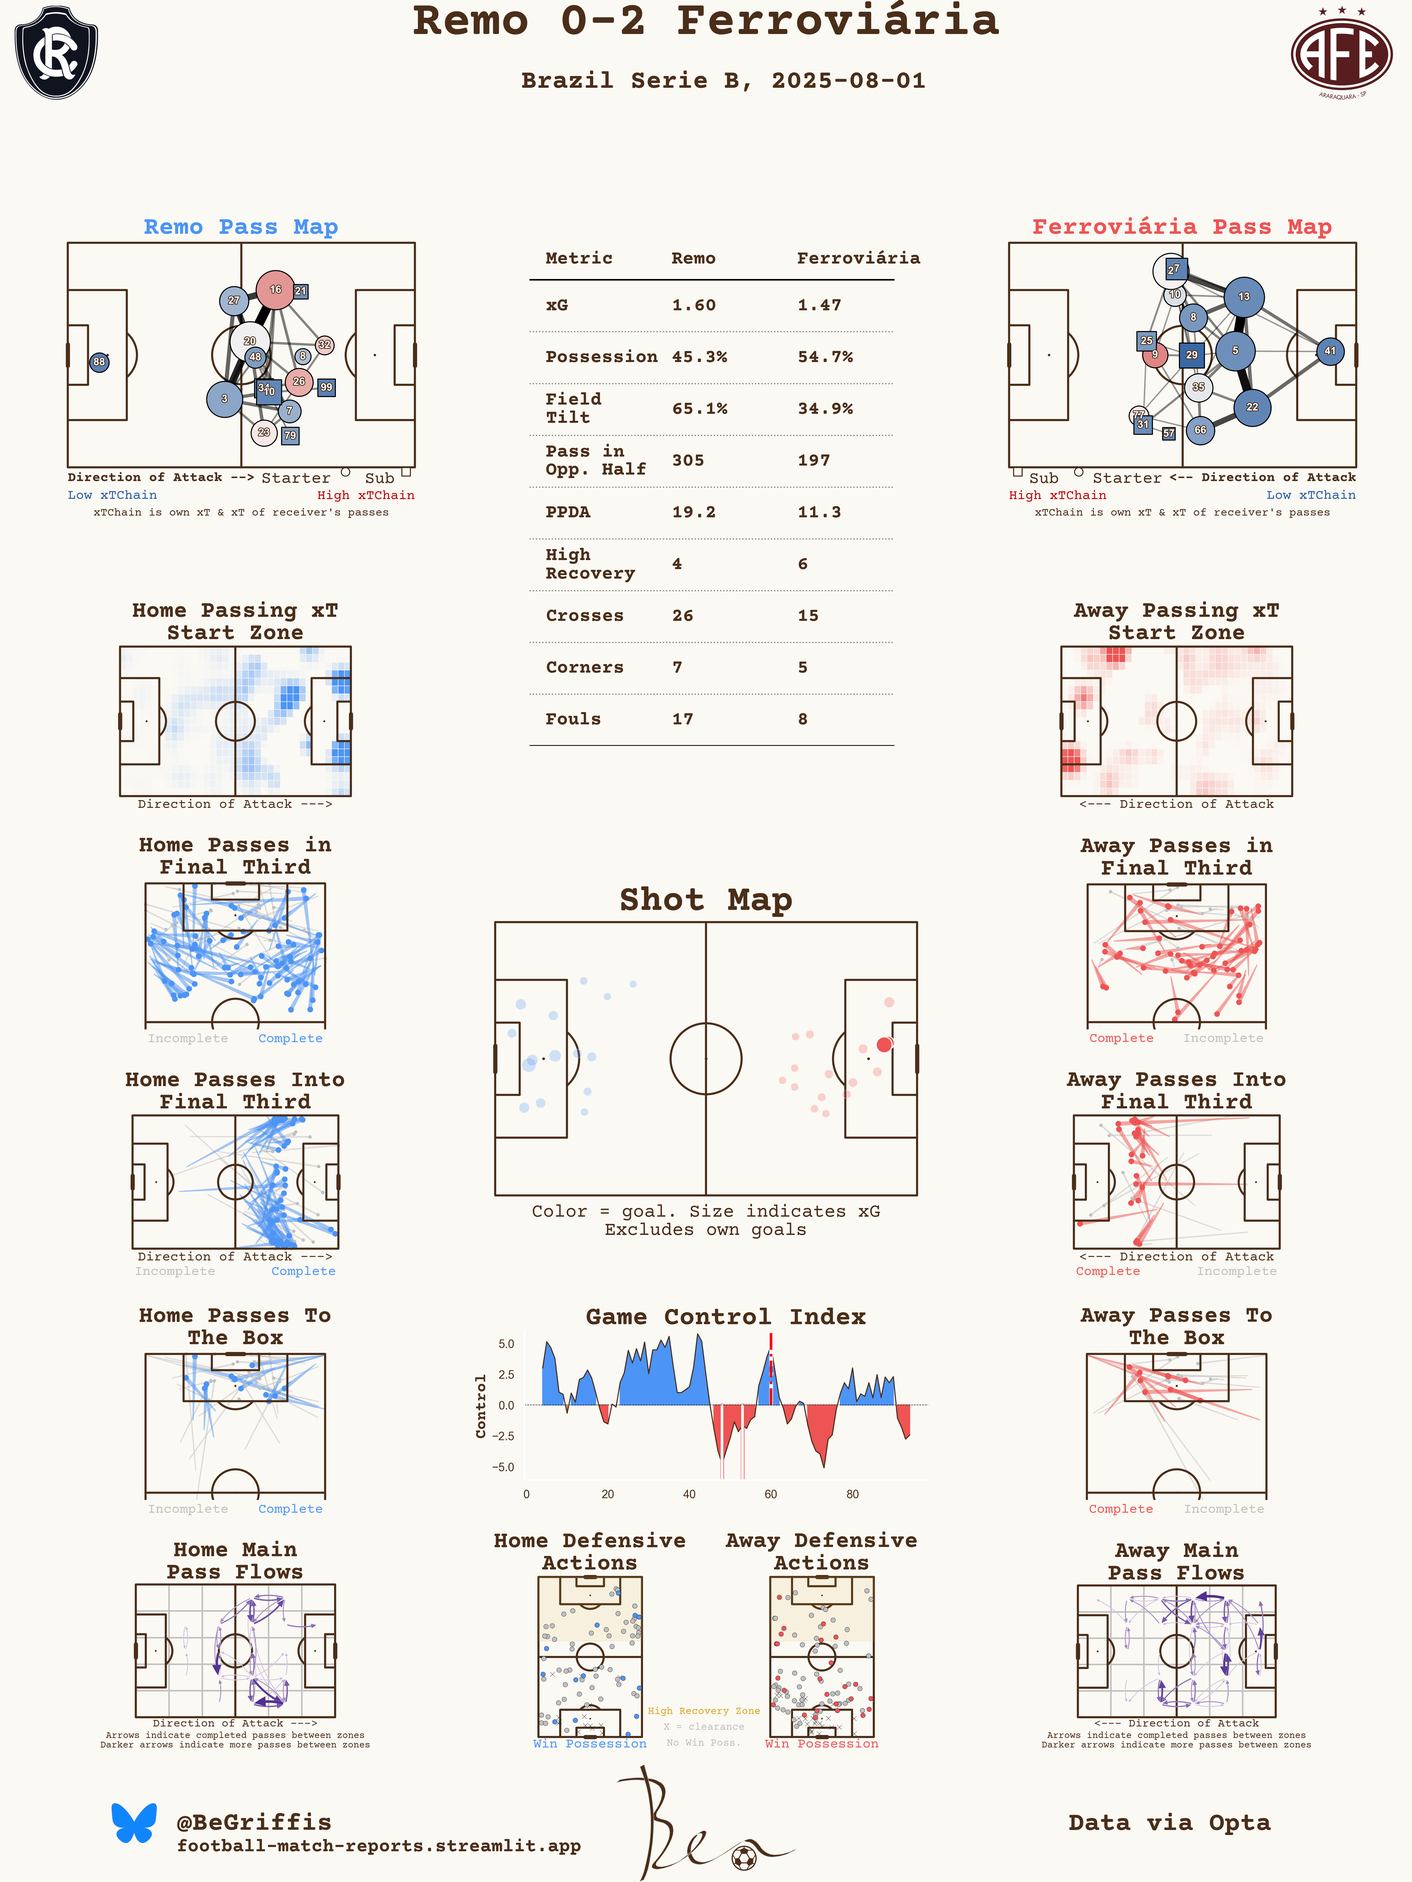 Remo 0-2 Ferroviária
Brazil Serie B, 2025-08-01
AFE
ARARAQUARA - SP
Remo Pass Map
88
27
16
21
20
48
8
32
26
99
10
3
7
23
79
Direction of Attack --> Starter Sub
Low xTChain High xTChain
xTChain is own xT & xT of receiver's passes
Metric Remo Ferroviária
xG 1.60 1.47
Possession 45.3% 54.7%
Field
Tilt 65.1% 34.9%
Pass in
Opp. Half 305 197
PPDA 19.2 11.3
High
Recovery 4 6
Crosses 26 15
Corners 7 5
Fouls 17 8
Ferroviária Pass Map
27
10
13
8
25
9
29
5
41
35
77
31
57
66
22
Sub Starter <-- Direction of Attack
High xTChain Low xTChain
xTChain is own xT & xT of receiver's passes
Home Passing xT
Start Zone
Direction of Attack --->
Away Passing xT
Start Zone
<--- Direction of Attack
Home Passes in
Final Third
Incomplete Complete
Shot Map
Color = goal. Size indicates xG
Excludes own goals
Away Passes in
Final Third
Complete Incomplete
Home Passes Into
Final Third
Direction of Attack --->
Incomplete Complete
Away Passes Into
Final Third
<--- Direction of Attack
Complete Incomplete
Home Passes To
The Box
Incomplete Complete
Game Control Index
Control
5.0
2.5
0.0
−2.5
−5.0
0 20 40 60 80
Away Passes To
The Box
Complete Incomplete
Home Main
Pass Flows
Direction of Attack --->
Arrows indicate completed passes between zones
Darker arrows indicate more passes between zones
Home Defensive
Actions
Win Possession
Away Defensive
Actions
Win Possession
High Recovery Zone
X = clearance
No Win Poss.
Away Main
Pass Flows
<--- Direction of Attack
Arrows indicate completed passes between zones
Darker arrows indicate more passes between zones
@BeGriffis
football-match-reports.streamlit.app
Ben
Data via Opta